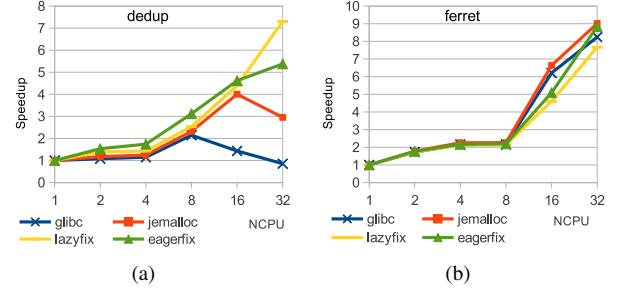 dedup
Speedup
8
7
6
5
4
3
2
1
0
1 2 4 8 16 32
NCPU
glibc jemalloc
lazyfix eagerfix
(a)
ferret
Speedup
10
9
8
7
6
5
4
3
2
1
0
1 2 4 8 16 32
NCPU
glibc jemalloc
lazyfix eagerfix
(b)